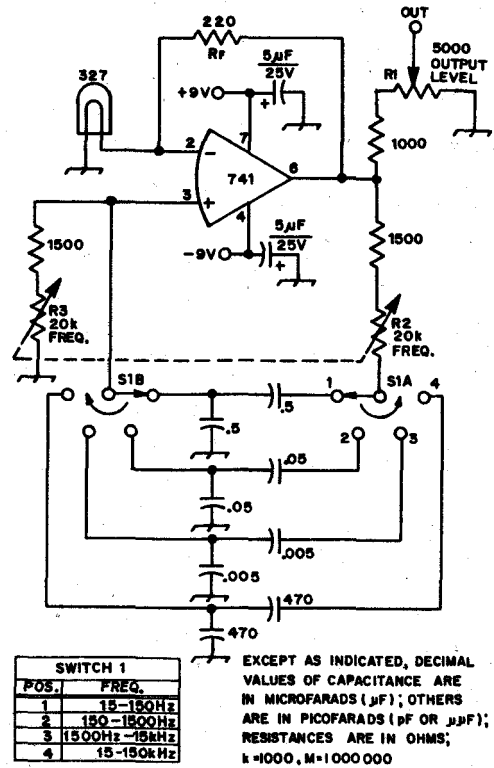 OUT
220
RF
5µF
25V
5000
OUTPUT
LEVEL
R1
327
+9V
+
7
1000
2
-
741
6
3
+
4
1500
1500
5µF
25V
-9V
+
R3
20k
FREQ.
R2
20k
FREQ.
S1B
1
S1A
4
.5
.5
2
3
.05
.05
.005
.005
470
470
SWITCH 1
POS. FREQ.
1 15-150Hz
2 150-1500Hz
3 1500Hz-15kHz
4 15-150kHz
EXCEPT AS INDICATED, DECIMAL
VALUES OF CAPACITANCE ARE
IN MICROFARADS (µF); OTHERS
ARE IN PICOFARADS (pF OR µµF);
RESISTANCES ARE IN OHMS;
k=1000, M=1000000